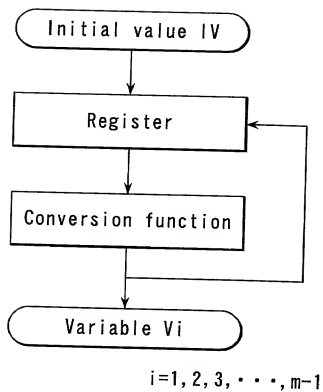 Initial value IV
Register
Conversion function
Variable Vi
i=1, 2, 3, · · · , m-1